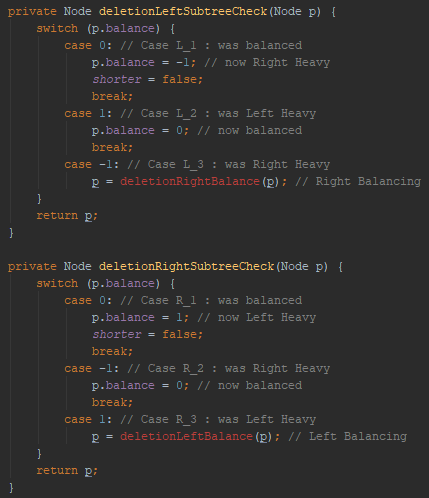 private Node deletionLeftSubtreeCheck(Node p) {
    switch (p.balance) {
        case 0: // Case L_1 : was balanced
            p.balance = -1; // now Right Heavy
            shorter = false;
            break;
        case 1: // Case L_2 : was Left Heavy
            p.balance = 0; // now balanced
            break;
        case -1: // Case L_3 : was Right Heavy
            p = deletionRightBalance(p); // Right Balancing
    }
    return p;
}
private Node deletionRightSubtreeCheck(Node p) {
    switch (p.balance) {
        case 0: // Case R_1 : was balanced
            p.balance = 1; // now Left Heavy
            shorter = false;
            break;
        case -1: // Case R_2 : was Right Heavy
            p.balance = 0; // now balanced
            break;
        case 1: // Case R_3 : was Left Heavy
            p = deletionLeftBalance(p); // Left Balancing
    }
    return p;
}